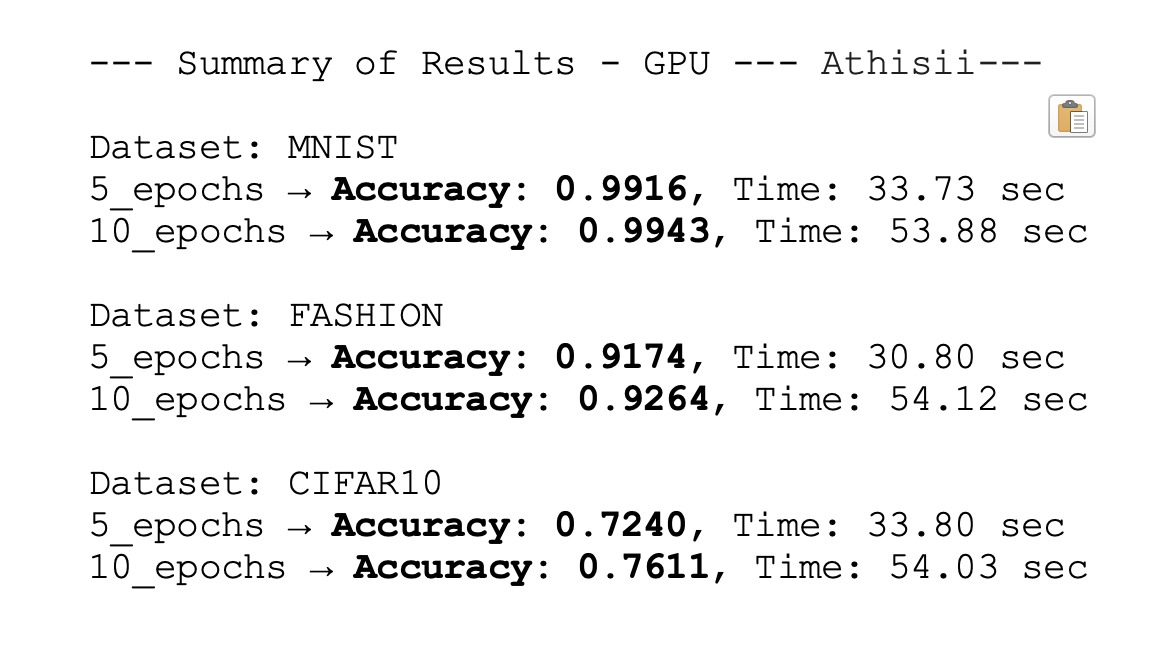 --- Summary of Results - GPU --- Athisii---
Dataset: MNIST
5_epochs → Accuracy: 0.9916, Time: 33.73 sec
10_epochs → Accuracy: 0.9943, Time: 53.88 sec
Dataset: FASHION
5_epochs → Accuracy: 0.9174, Time: 30.80 sec
10_epochs → Accuracy: 0.9264, Time: 54.12 sec
Dataset: CIFAR10
5_epochs → Accuracy: 0.7240, Time: 33.80 sec
10_epochs → Accuracy: 0.7611, Time: 54.03 sec